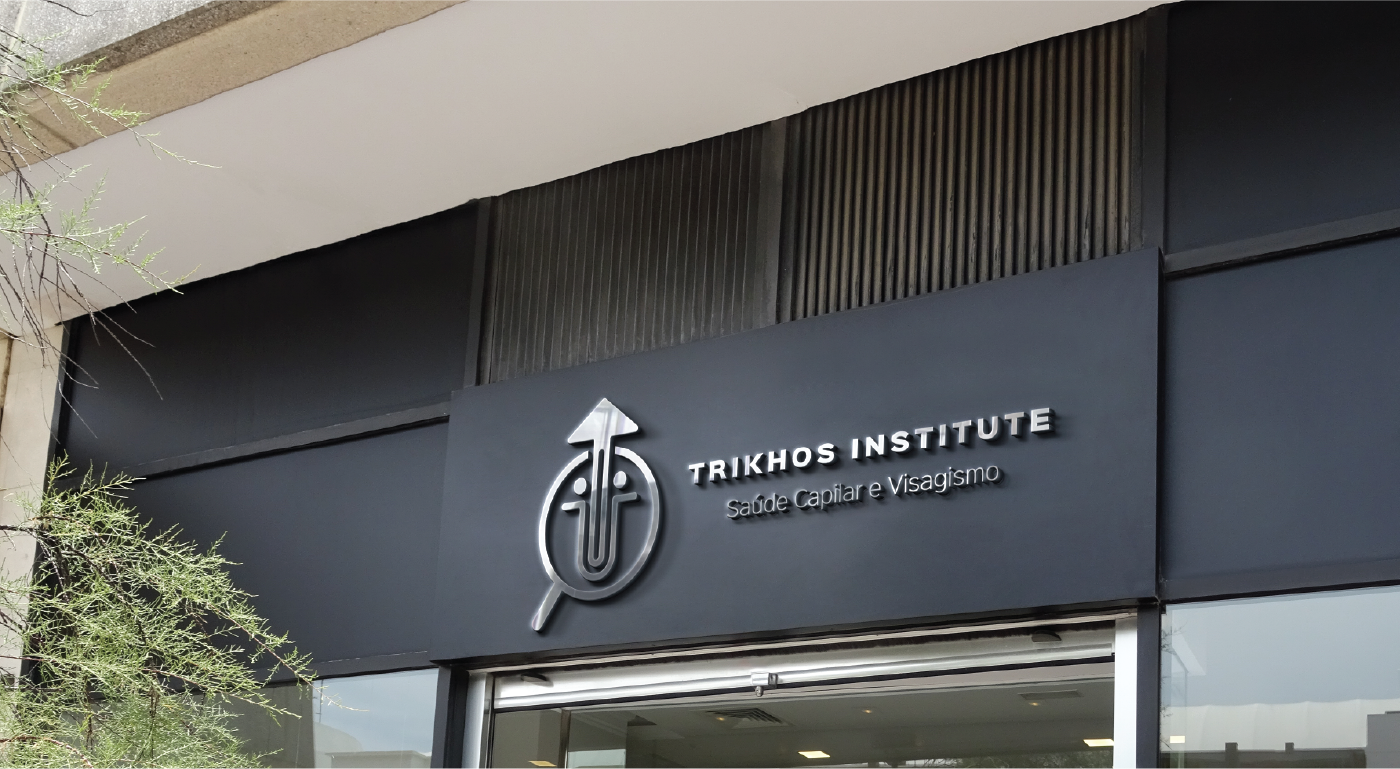 TRIKHOS INSTITUTE
Saúde Capilar e Visagismo